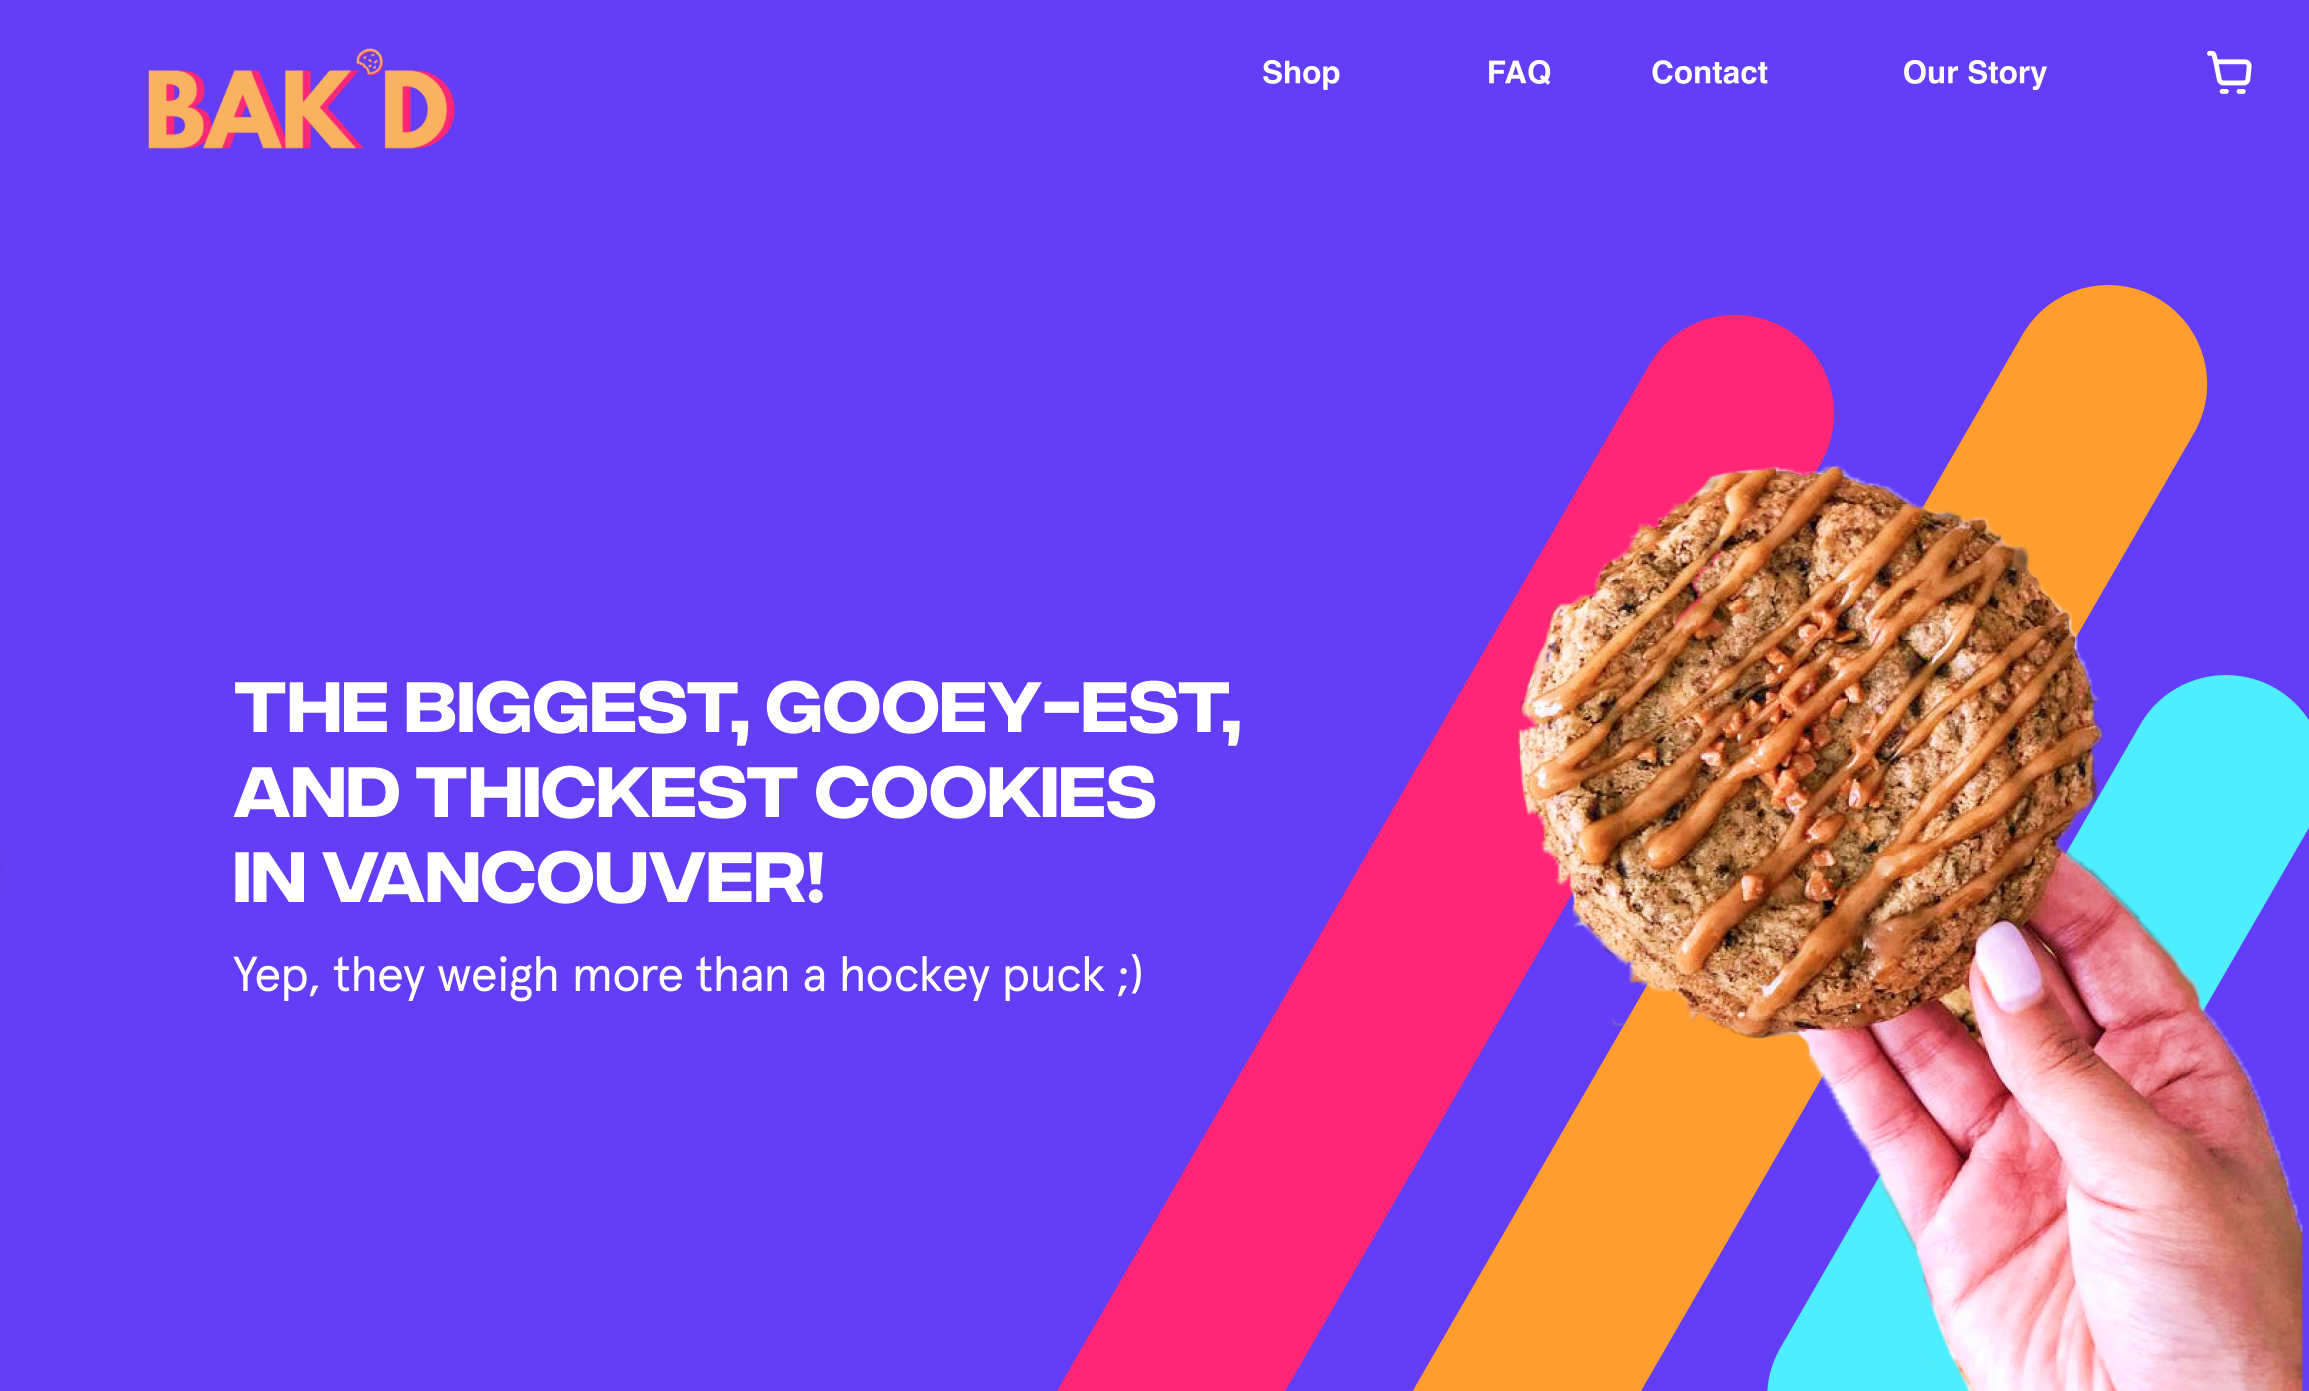 BAK'D
Shop FAQ Contact Our Story
THE BIGGEST, GOOEY-EST,
AND THICKEST COOKIES
IN VANCOUVER!
Yep, they weigh more than a hockey puck ;)